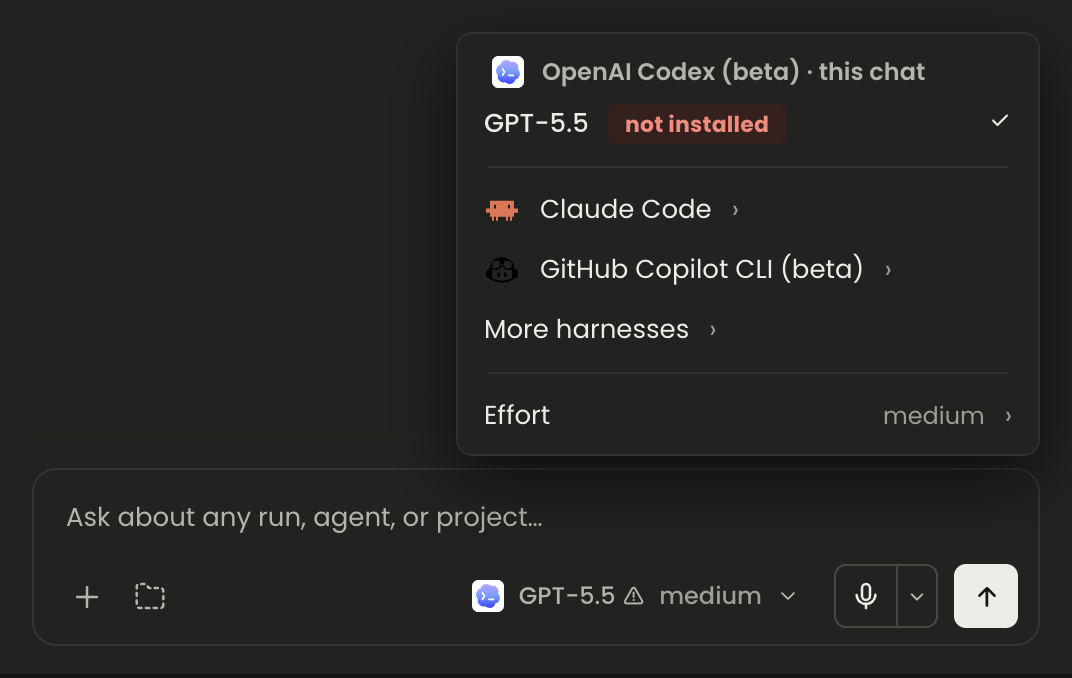 OpenAI Codex (beta) · this chat
GPT-5.5 not installed
Claude Code
GitHub Copilot CLI (beta)
More harnesses
Effort medium
Ask about any run, agent, or project...
GPT-5.5 medium